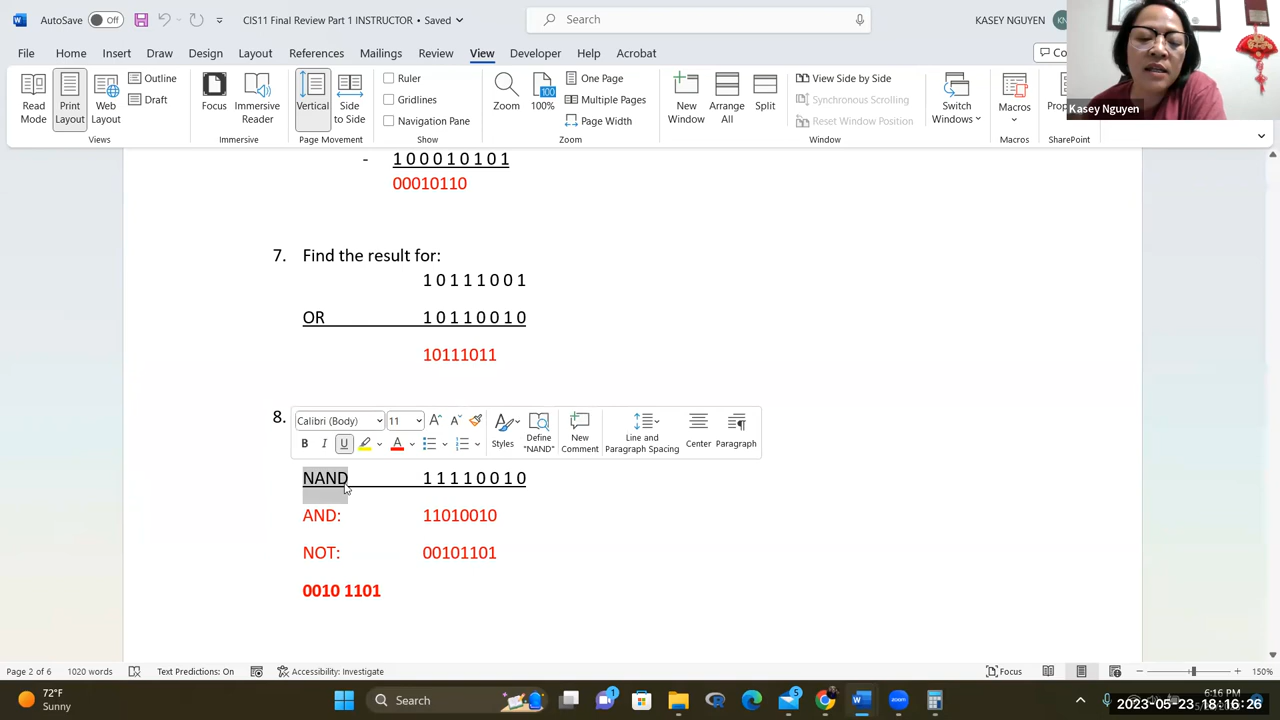 AutoSave Off CIS11 Final Review Part 1 INSTRUCTOR • Saved Search KASEY NGUYEN KN
File Home Insert Draw Design Layout References Mailings Review View Developer Help Acrobat
Read Mode Print Layout Web Layout Outline Draft Focus Immersive Reader Vertical Side to Side Ruler Gridlines Navigation Pane Zoom 100 100% One Page Multiple Pages Page Width New Window Arrange All Split View Side by Side Synchronous Scrolling Reset Window Position Switch Windows Macros
Views Immersive Page Movement Show Zoom Window Macros SharePoint
Kasey Nguyen
- 1 0 0 0 1 0 1 0 1
00010110
7. Find the result for:
1 0 1 1 1 0 0 1
OR 1 0 1 1 0 0 1 0
10111011
8.
Calibri (Body) 11 Styles Define "NAND" New Comment Line and Paragraph Spacing Center Paragraph
B I U A
NAND 1 1 1 1 0 0 1 0
AND: 11010010
NOT: 00101101
0010 1101
Page 2 of 6 1020 words Text Predictions: On Accessibility: Investigate Focus 150%
72°F
Sunny
Search
1
5
6:16 PM
2023-05-23 18:16:26